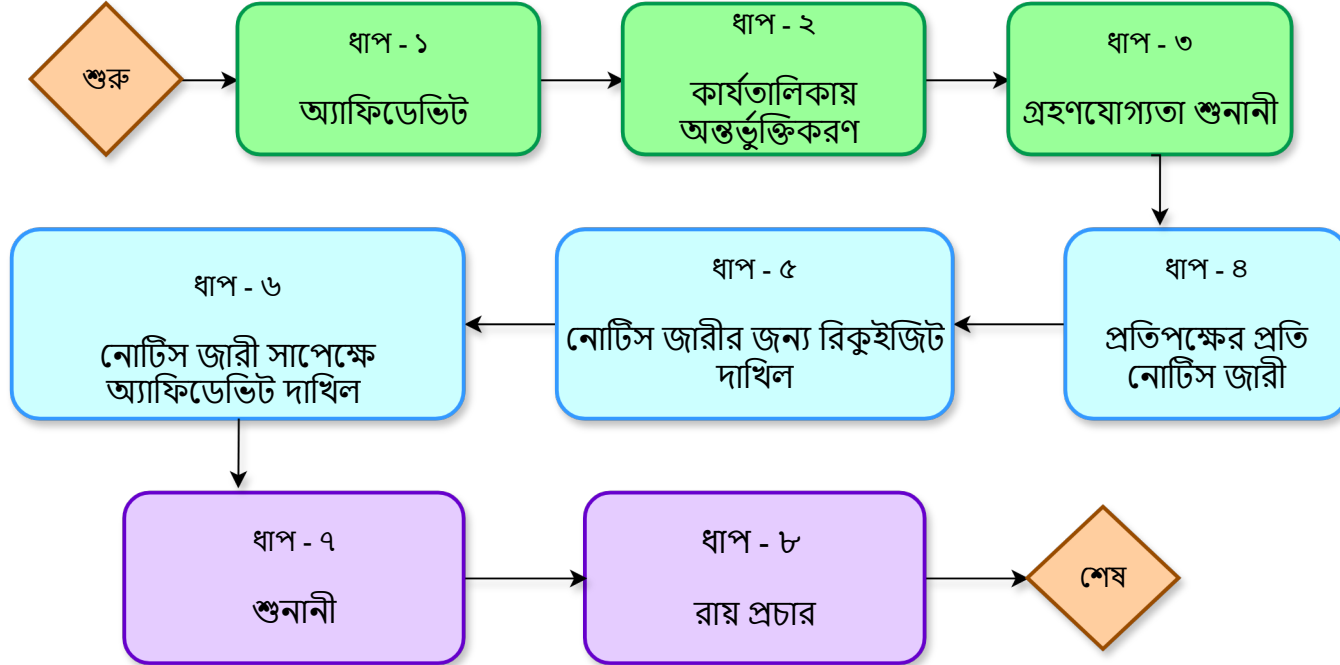 শুরু
ধাপ - ১
অ্যাফিডেভিট
ধাপ - ২
কার্যতালিকায়
অন্তর্ভুক্তিকরণ
ধাপ - ৩
গ্রহণযোগ্যতা শুনানী
ধাপ - ৪
প্রতিপক্ষের প্রতি
নোটিস জারী
ধাপ - ৫
নোটিস জারীর জন্য রিকুইজিট
দাখিল
ধাপ - ৬
নোটিস জারী সাপেক্ষে
অ্যাফিডেভিট দাখিল
ধাপ - ৭
শুনানী
ধাপ - ৮
রায় প্রচার
শেষ